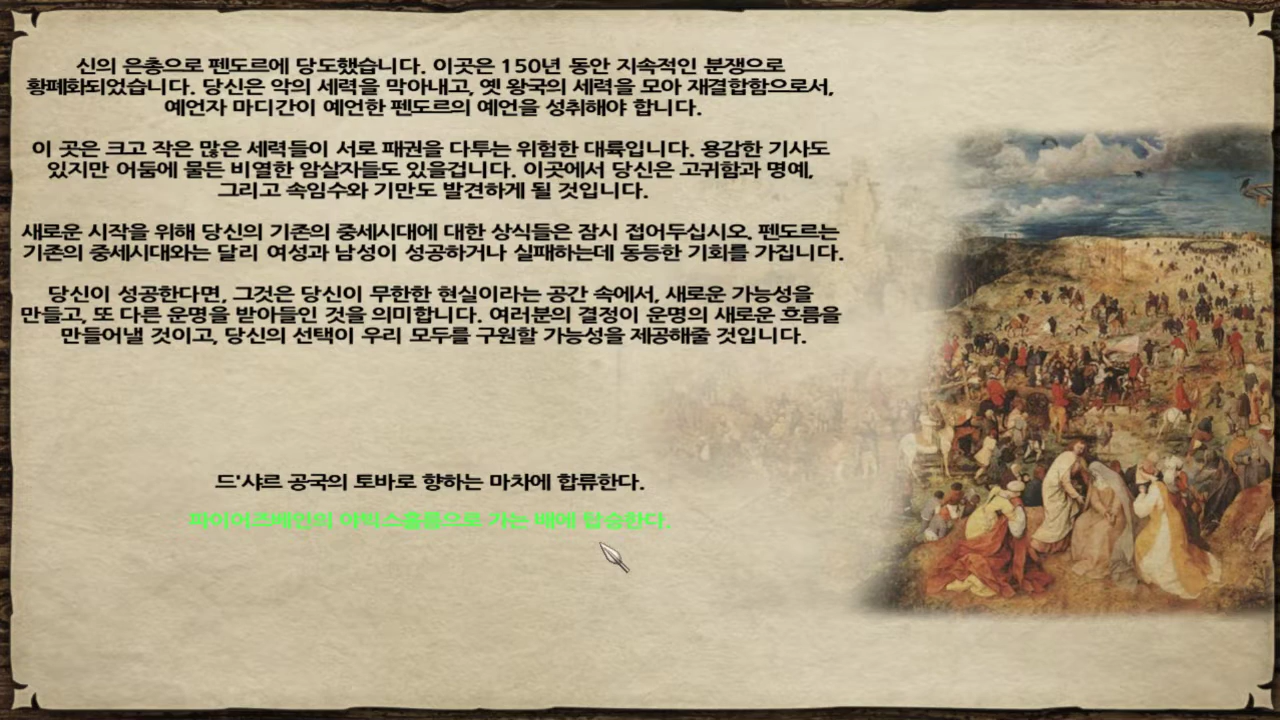 신의 은총으로 펜도르에 당도했습니다. 이곳은 150년 동안 지속적인 분쟁으로
황폐화되었습니다. 당신은 악의 세력을 막아내고, 옛 왕국의 세력을 모아 재결합함으로서,
예언자 마디간이 예언한 펜도르의 예언을 성취해야 합니다.
이 곳은 크고 작은 많은 세력들이 서로 패권을 다투는 위험한 대륙입니다. 용감한 기사도
있지만 어둠에 물든 비열한 암살자들도 있을겁니다. 이곳에서 당신은 고귀함과 명예,
그리고 속임수와 기만도 발견하게 될 것입니다.
새로운 시작을 위해 당신의 기존의 중세시대에 대한 상식들은 잠시 접어두십시오. 펜도르는
기존의 중세시대와는 달리 여성과 남성이 성공하거나 실패하는데 동등한 기회를 가집니다.
당신이 성공한다면, 그것은 당신이 무한한 현실이라는 공간 속에서, 새로운 가능성을
만들고, 또 다른 운명을 받아들인 것을 의미합니다. 여러분의 결정이 운명의 새로운 흐름을
만들어낼 것이고, 당신의 선택이 우리 모두를 구원할 가능성을 제공해줄 것입니다.
드'샤르 공국의 토바로 향하는 마차에 합류한다.
파이어즈베인의 으로 가는 배에 탑승한다.